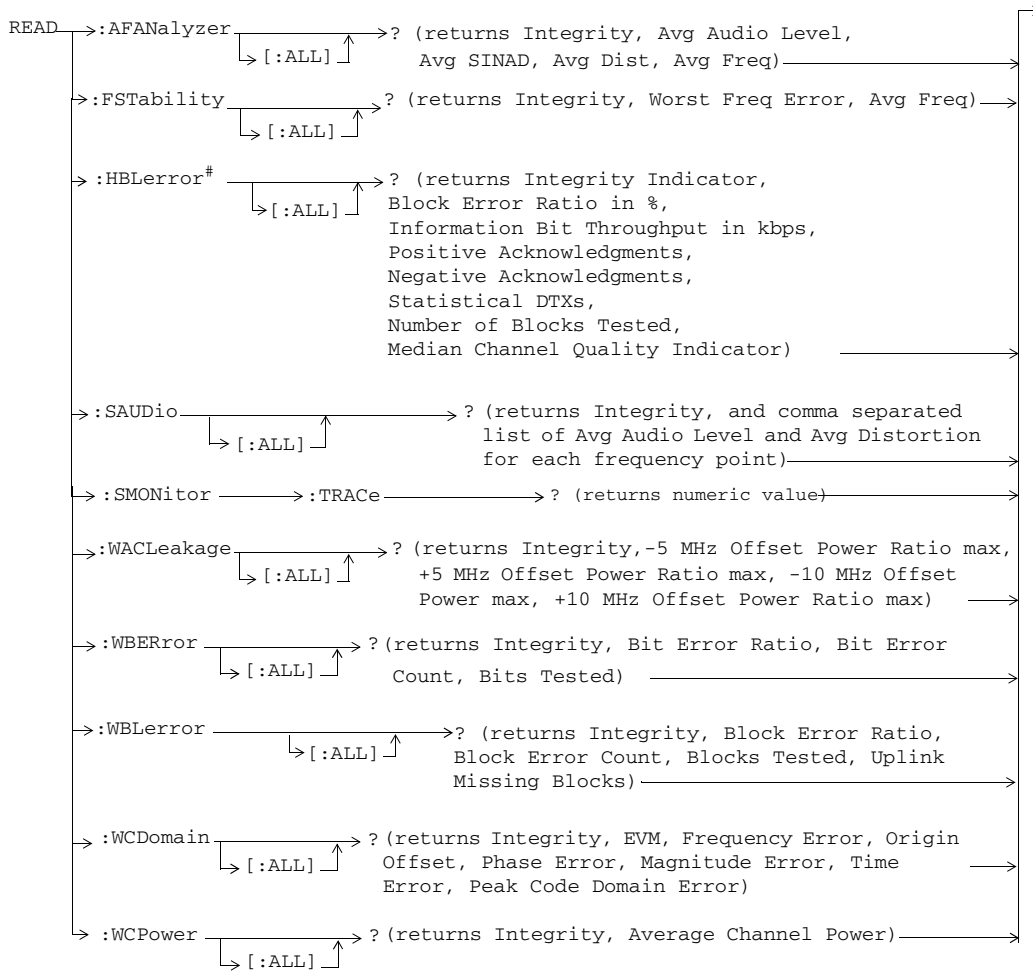 READ :AFANalyzer ? (returns Integrity, Avg Audio Level,
[:ALL] Avg SINAD, Avg Dist, Avg Freq)
:FSTability ? (returns Integrity, Worst Freq Error, Avg Freq)
[:ALL]
:HBLerror# ? (returns Integrity Indicator,
[:ALL] Block Error Ratio in %,
Information Bit Throughput in kbps,
Positive Acknowledgments,
Negative Acknowledgments,
Statistical DTXs,
Number of Blocks Tested,
Median Channel Quality Indicator)
:SAUDio ? (returns Integrity, and comma separated
[:ALL] list of Avg Audio Level and Avg Distortion
for each frequency point)
:SMONitor :TRACe ? (returns numeric value)
:WACLeakage ? (returns Integrity,-5 MHz Offset Power Ratio max,
[:ALL] +5 MHz Offset Power Ratio max, -10 MHz Offset
Power max, +10 MHz Offset Power Ratio max)
:WBERror ? (returns Integrity, Bit Error Ratio, Bit Error
[:ALL] Count, Bits Tested)
:WBLerror ? (returns Integrity, Block Error Ratio,
[:ALL] Block Error Count, Blocks Tested, Uplink
Missing Blocks)
:WCDomain ? (returns Integrity, EVM, Frequency Error, Origin
[:ALL] Offset, Phase Error, Magnitude Error, Time
Error, Peak Code Domain Error)
:WCPower ? (returns Integrity, Average Channel Power)
[:ALL]